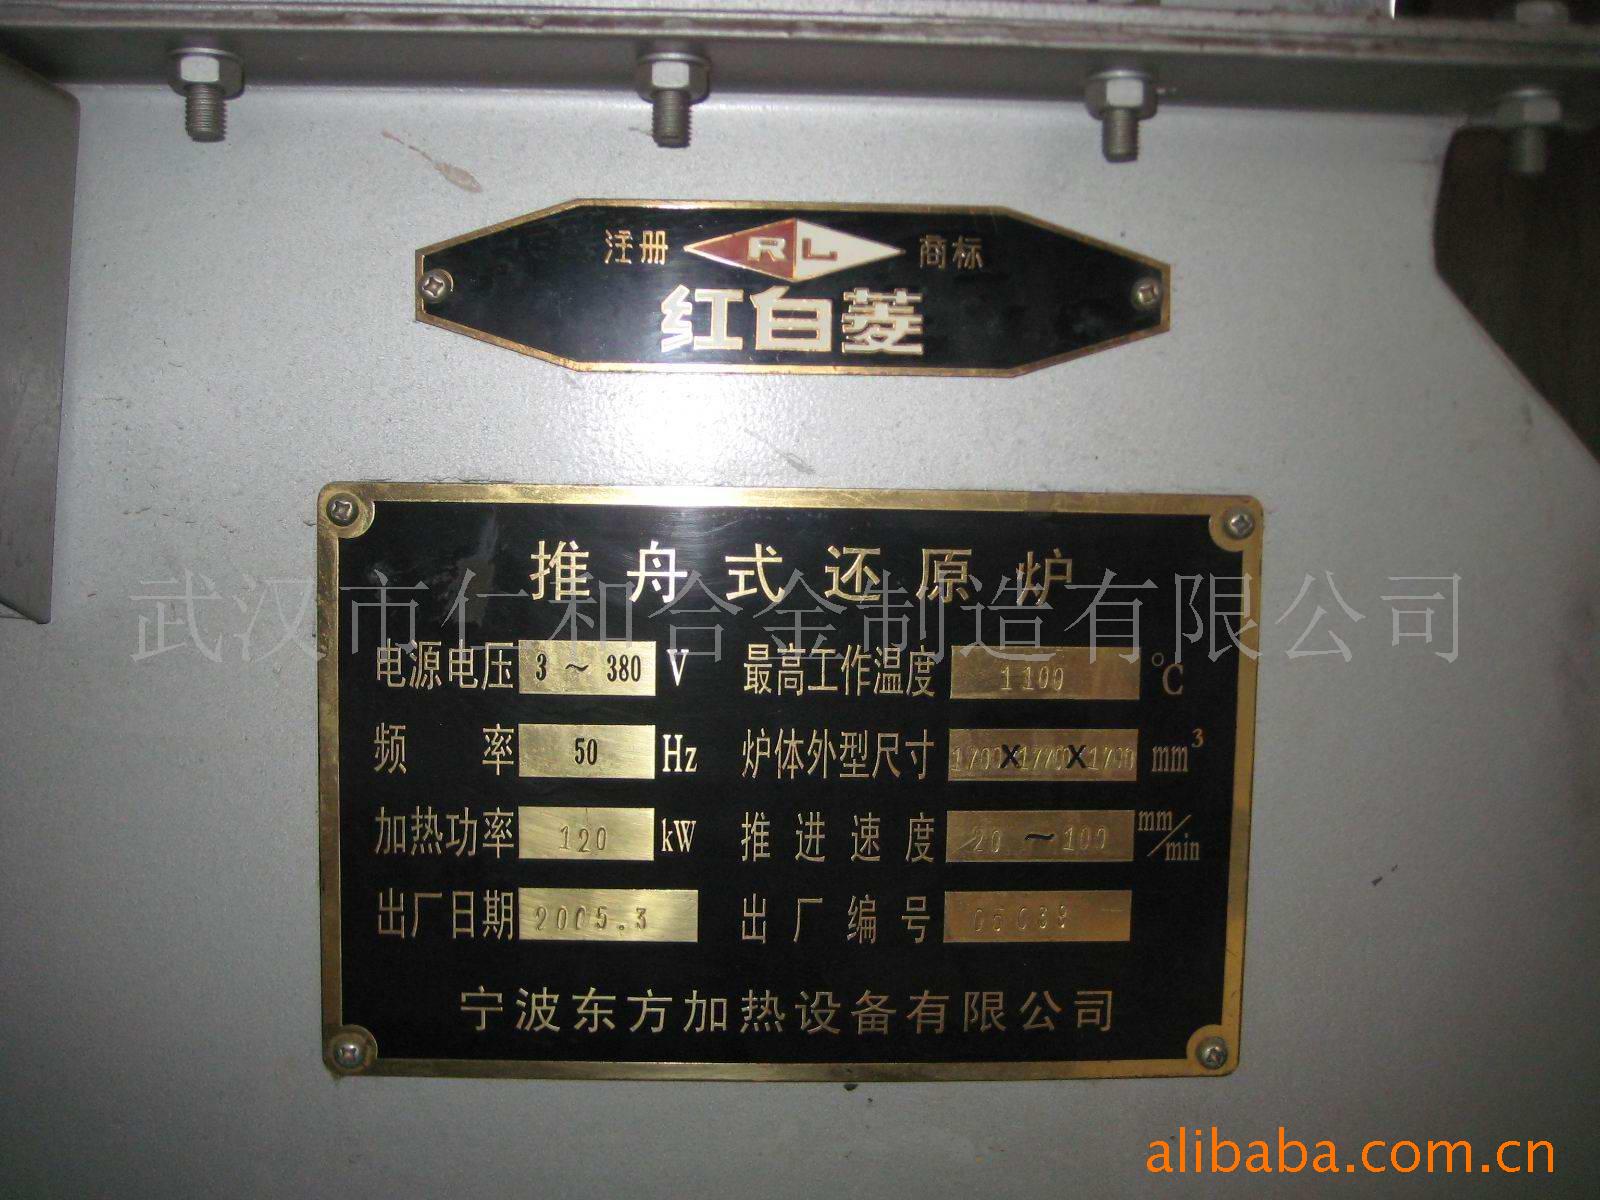 注册 RL 商标
红白菱
推舟式还原炉
武汉市仁和合金制造有限公司
电源电压 3～380 V 最高工作温度 1100 °C
频率 50 Hz 炉体外型尺寸 1700X1770X1700 mm³
加热功率 120 kW 推进速度 20～100 mm/min
出厂日期 2005.3 出厂编号
宁波东方加热设备有限公司
alibaba.com.cn